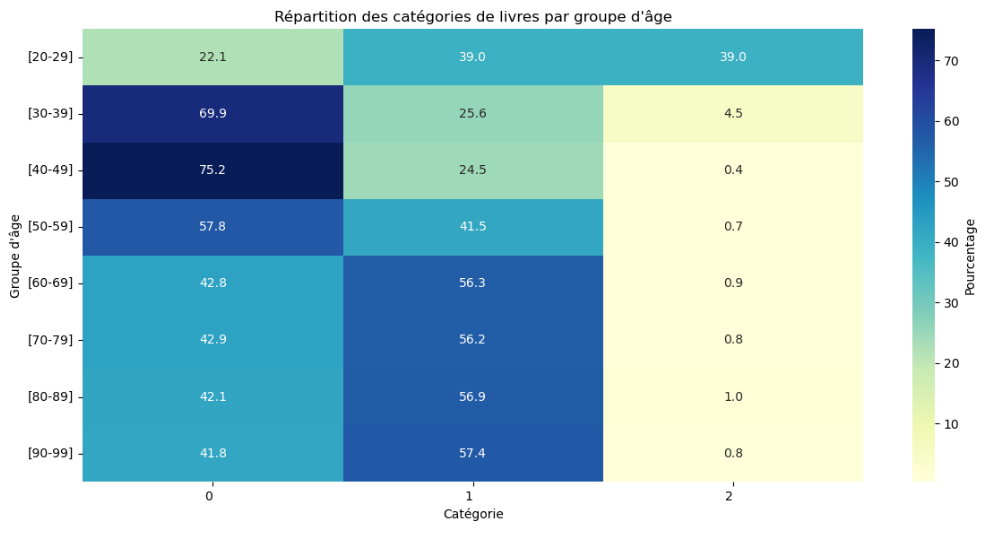 Répartition des catégories de livres par groupe d'âge
Groupe d'âge
[20-29] 22.1 39.0 39.0
[30-39] 69.9 25.6 4.5
[40-49] 75.2 24.5 0.4
[50-59] 57.8 41.5 0.7
[60-69] 42.8 56.3 0.9
[70-79] 42.9 56.2 0.8
[80-89] 42.1 56.9 1.0
[90-99] 41.8 57.4 0.8
0 1 2
Catégorie
70
60
50
40
30
20
10
Pourcentage